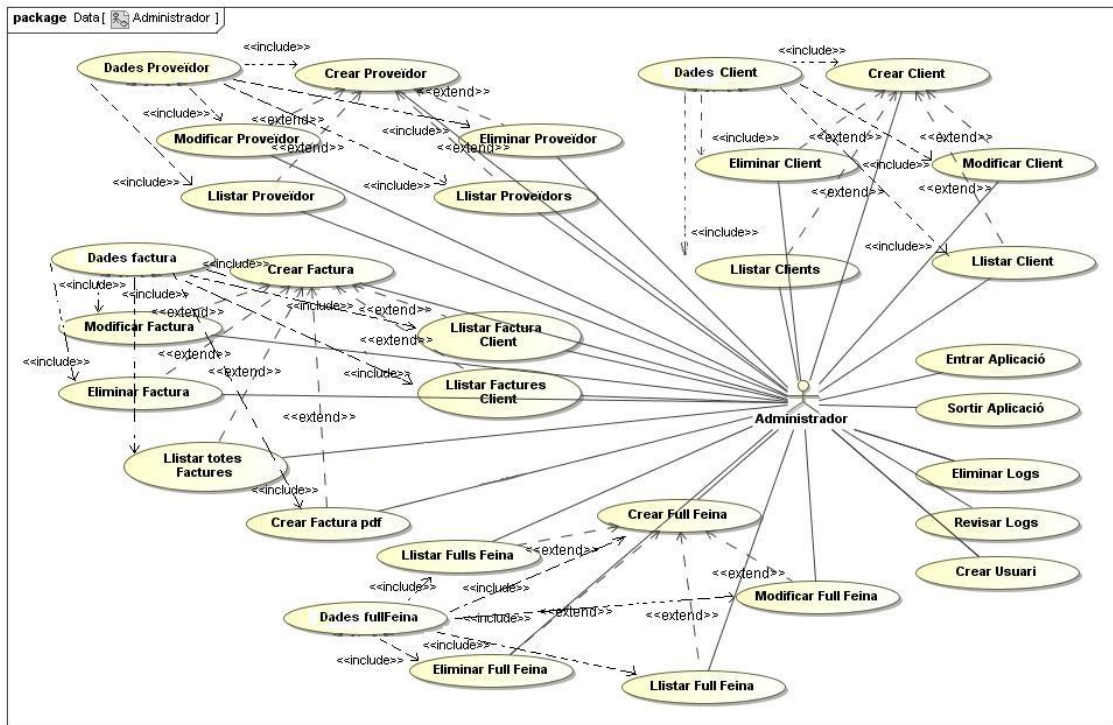 package Data [ Administrador ]
<<include>>
<<include>>
Dades Proveïdor
Crear Proveïdor
Dades Client
Crear Client
<<include>>
<<extend>>
<<extend>>
Modificar Proveïdor
<<include>>
Eliminar Proveïdor
<<include>>
<<extend>>
<<extend>>
<<extend>>
<<include>>
Eliminar Client
<<include>>
Modificar Client
<<include>>
<<include>>
Llistar Proveïdor
Llistar Proveïdors
<<extend>>
<<extend>>
<<include>>
<<include>>
Dades factura
<<include>>
Crear Factura
Llistar Clients
Llistar Client
<<include>>
<<include>>
<<include>>
<<extend>>
<<extend>>
Modificar Factura
Llistar Factura
Client
<<extend>>
<<extend>>
<<extend>>
<<include>>
<<include>>
Entrar Aplicació
Eliminar Factura
Llistar Factures
Client
Sortir Aplicació
<<extend>>
Administrador
Llistar totes
Factures
Eliminar Logs
<<include>>
Crear Factura pdf
Crear Full Feina
Revisar Logs
Llistar Fulls Feina
<<extend>>
Crear Usuari
<<extend>>
<<include>>
<<include>>
Modificar Full Feina
Dades fullFeina
<<extend>>
<<extend>>
<<include>>
<<include>>
Eliminar Full Feina
Llistar Full Feina